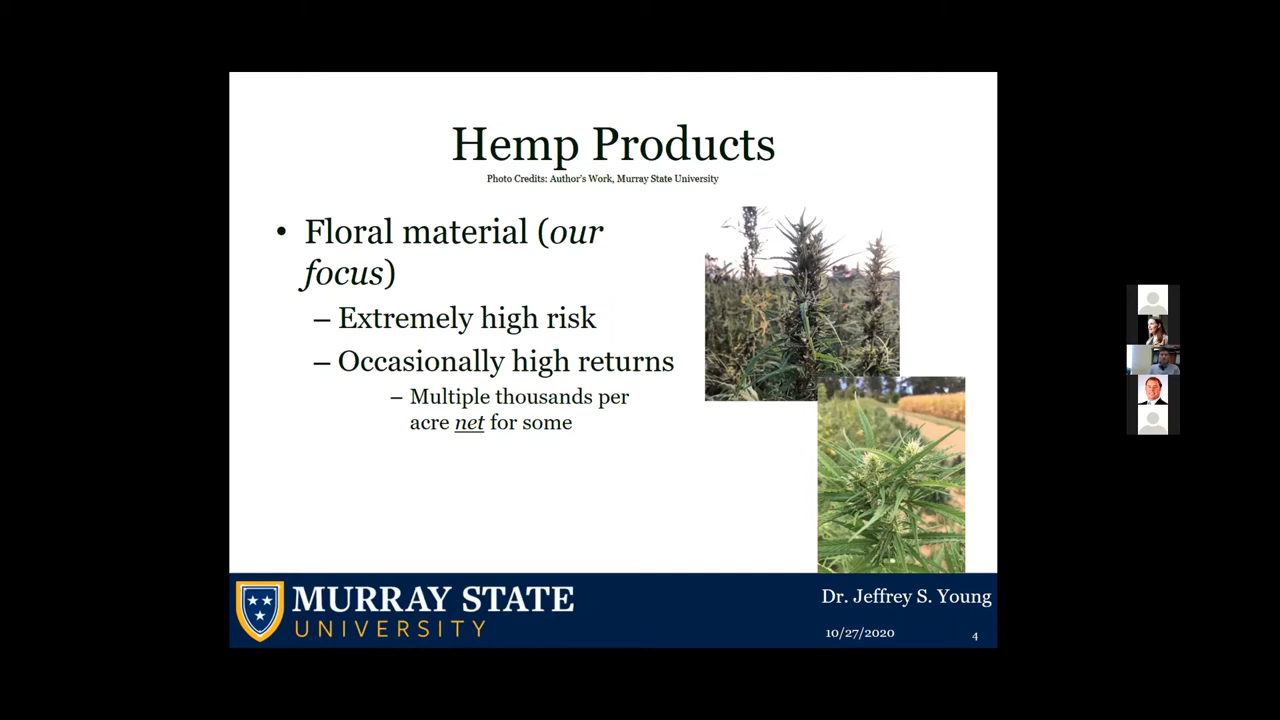 Hemp Products
Photo Credits: Author's Work, Murray State University
• Floral material (our
focus)
– Extremely high risk
– Occasionally high returns
– Multiple thousands per
acre net for some
MURRAY STATE
UNIVERSITY
Dr. Jeffrey S. Young
10/27/2020
4